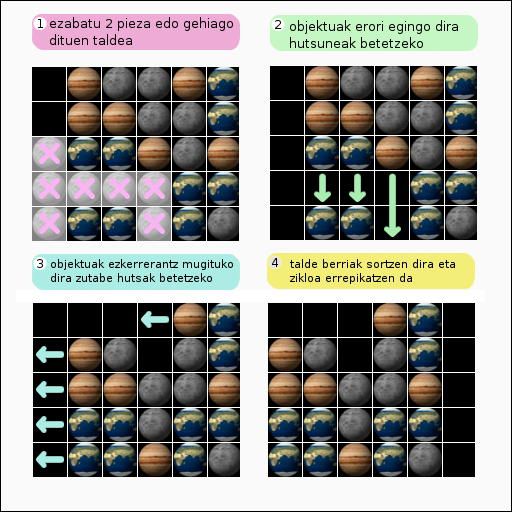 1 ezabatu 2 pieza edo gehiago
dituen taldea
2 objektuak erori egingo dira
hutsuneak betetzeko
3 objektuak ezkerrerantz mugituko
dira zutabe hutsak betetzeko
4 talde berriak sortzen dira eta
zikloa errepikatzen da